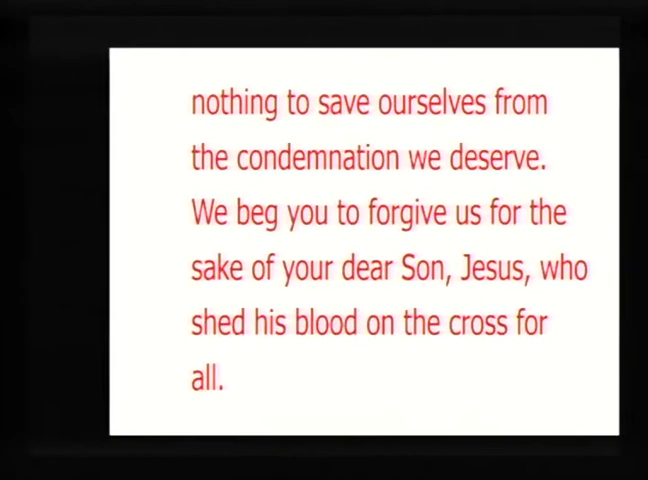 nothing to save ourselves from
the condemnation we deserve.
We beg you to forgive us for the
sake of your dear Son, Jesus, who
shed his blood on the cross for
all.